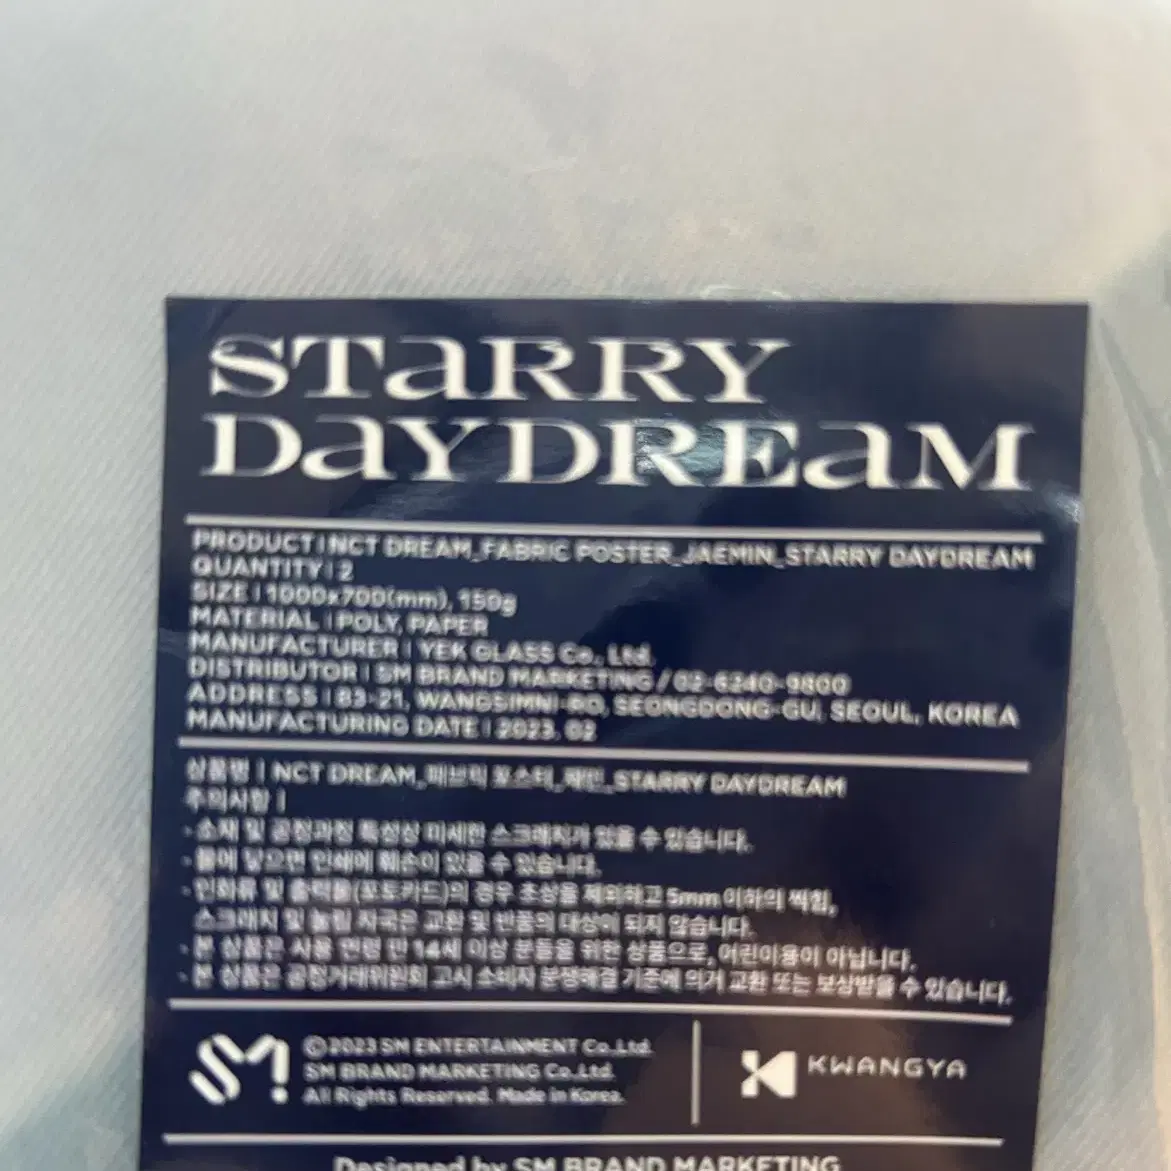 STARRY
DAYDREAM
PRODUCT | NCT DREAM_FABRIC POSTER_JAEMIN_STARRY DAYDREAM
QUANTITY | 2
SIZE | 1000x700(mm), 150g
MATERIAL | POLY, PAPER
MANUFACTURER | YEK GLASS Co., Ltd.
DISTRIBUTOR | SM BRAND MARKETING / 02-6240-9800
ADDRESS | 83-21, WANGSIMNI-RO, SEONGDONG-GU, SEOUL, KOREA
MANUFACTURING DATE | 2023. 02
상품명 | NCT DREAM_패브릭 포스터_재민_STARRY DAYDREAM
주의사항 |
- 소재 및 공정과정 특성상 미세한 스크래치가 있을 수 있습니다.
- 물에 닿으면 인쇄에 훼손이 있을 수 있습니다.
- 인화류 및 출력물(포토카드)의 경우 초상을 제외하고 5mm 이하의 찍힘,
스크래치 및 눌림 자국은 교환 및 반품의 대상이 되지 않습니다.
- 본 상품은 사용 연령 만 14세 이상 분들을 위한 상품으로, 어린이용이 아닙니다.
- 본 상품은 공정거래위원회 고시 소비자 분쟁해결 기준에 의거 교환 또는 보상받을 수 있습니다.
SM
©2023 SM ENTERTAINMENT Co.,Ltd.
SM BRAND MARKETING Co.,Ltd.
All Rights Reserved. Made in Korea.
KWANGYA
Designed by SM BRAND MARKETING